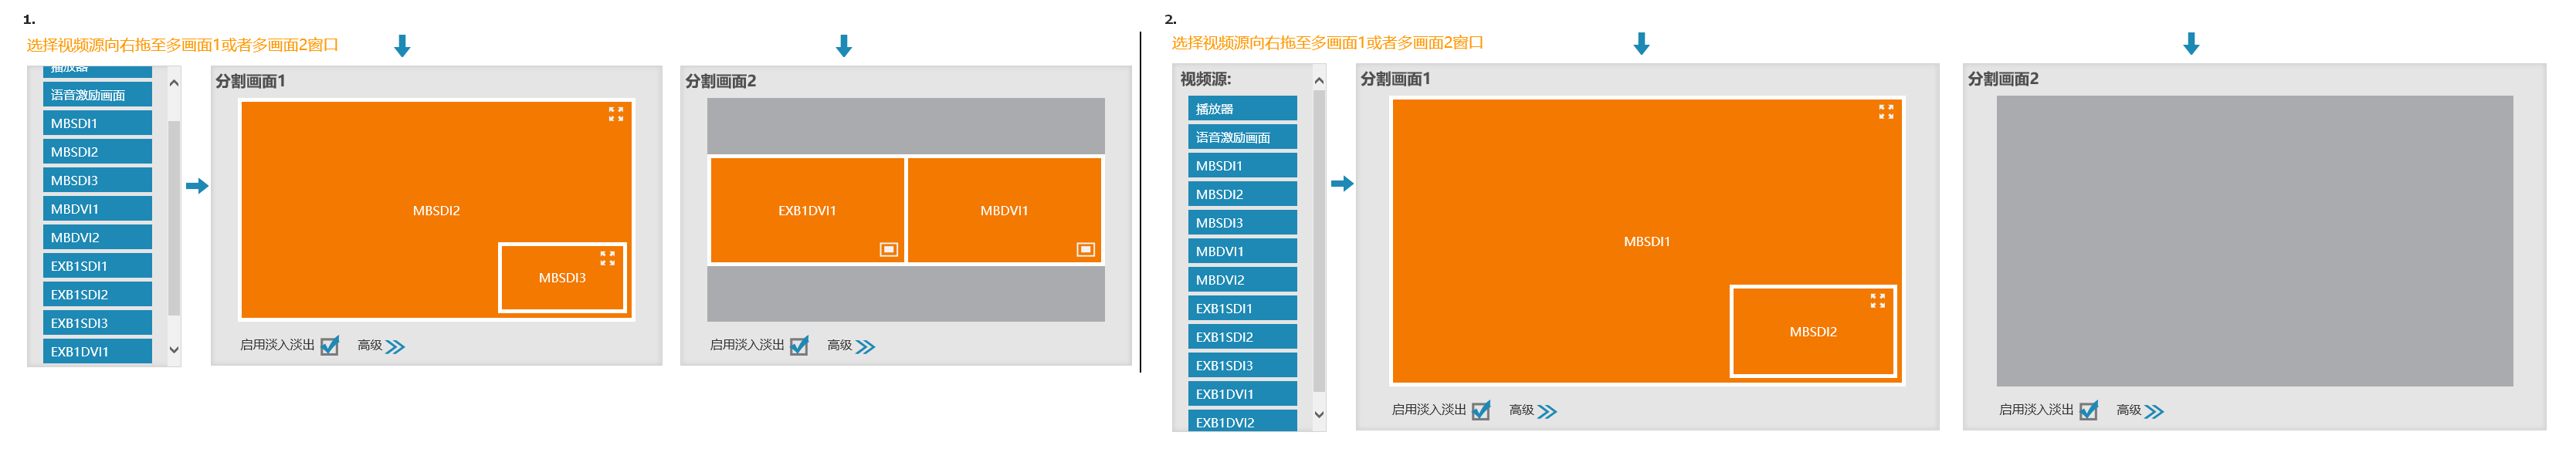 1.
选择视频源向右拖至多画面1或者多画面2窗口
播放器
语音激励画面
MBSDI1
MBSDI2
MBSDI3
MBDVI1
MBDVI2
EXB1SDI1
EXB1SDI2
EXB1SDI3
EXB1DVI1
分割画面1
MBSDI2
MBSDI3
启用淡入淡出 高级
分割画面2
EXB1DVI1
MBDVI1
启用淡入淡出 高级
2.
选择视频源向右拖至多画面1或者多画面2窗口
视频源:
播放器
语音激励画面
MBSDI1
MBSDI2
MBSDI3
MBDVI1
MBDVI2
EXB1SDI1
EXB1SDI2
EXB1SDI3
EXB1DVI1
EXB1DVI2
分割画面1
MBSDI1
MBSDI2
启用淡入淡出 高级
分割画面2
启用淡入淡出 高级